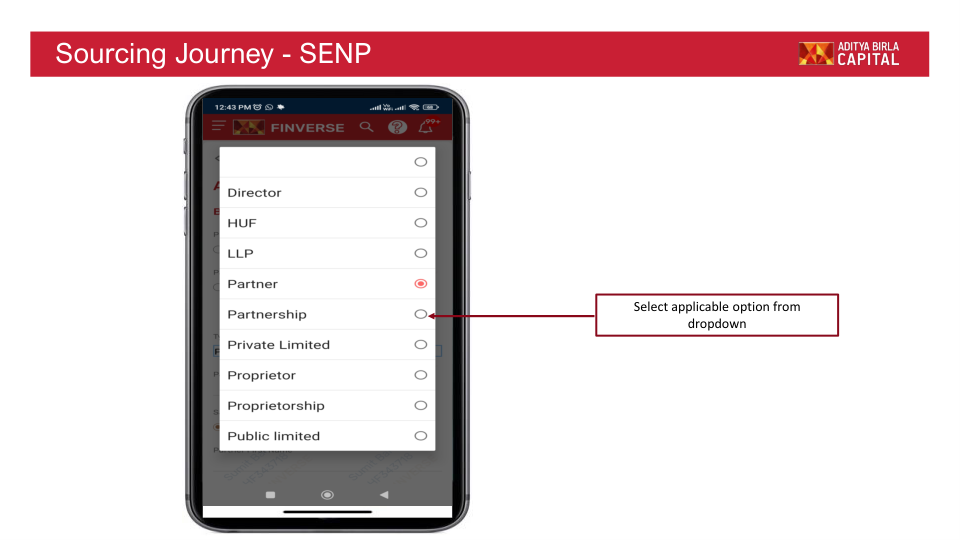 Sourcing Journey - SENP
ADITYA BIRLA
CAPITAL
12:43 PM
FINVERSE
99+
Director
HUF
LLP
Partner
Partnership
Private Limited
Proprietor
Proprietorship
Public limited
Select applicable option from
dropdown